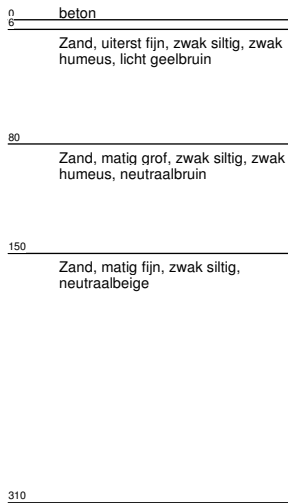 0
beton
6
Zand, uiterst fijn, zwak siltig, zwak
humeus, licht geelbruin
80
Zand, matig grof, zwak siltig, zwak
humeus, neutraalbruin
150
Zand, matig fijn, zwak siltig,
neutraalbeige
310